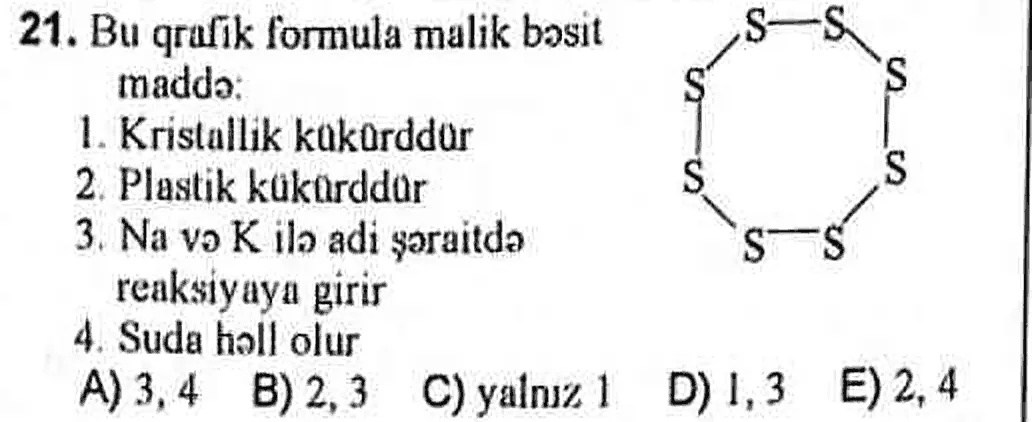 21. Bu qrafik formula malik bəsit
maddə:
1. Kristallik kükürddür
2. Plastik kükürddür
3. Na və K ilə adi şəraitdə
reaksiyaya girir
4. Suda həll olur
A) 3, 4 B) 2, 3 C) yalnız 1 D) 1, 3 E) 2, 4
S—S
S S
S S
S—S